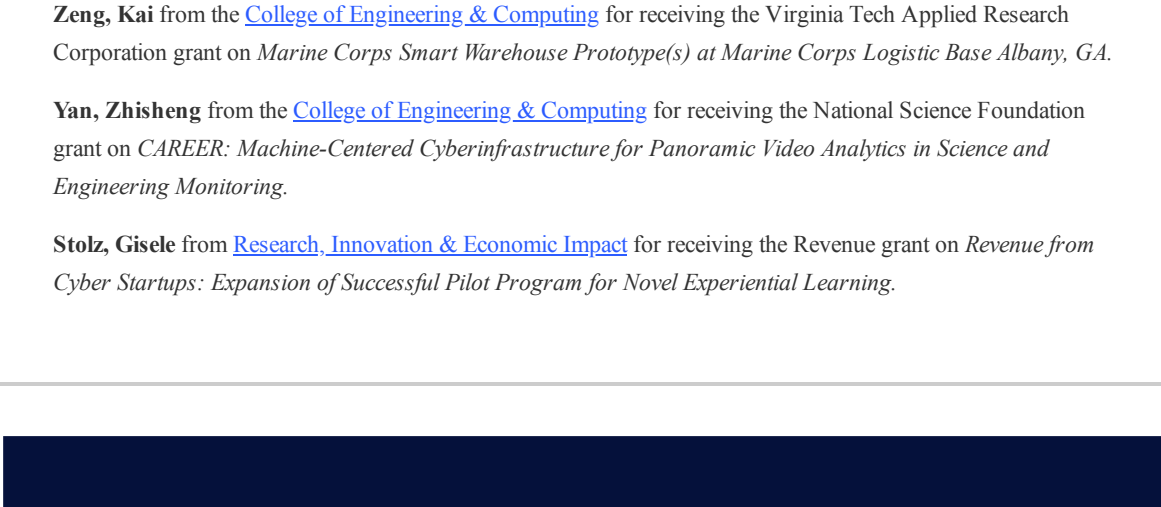 Zeng, Kai from the College of Engineering & Computing for receiving the Virginia Tech Applied Research
Corporation grant on Marine Corps Smart Warehouse Prototype(s) at Marine Corps Logistic Base Albany, GA.
Yan, Zhisheng from the College of Engineering & Computing for receiving the National Science Foundation
grant on CAREER: Machine-Centered Cyberinfrastructure for Panoramic Video Analytics in Science and
Engineering Monitoring.
Stolz, Gisele from Research, Innovation & Economic Impact for receiving the Revenue grant on Revenue from
Cyber Startups: Expansion of Successful Pilot Program for Novel Experiential Learning.